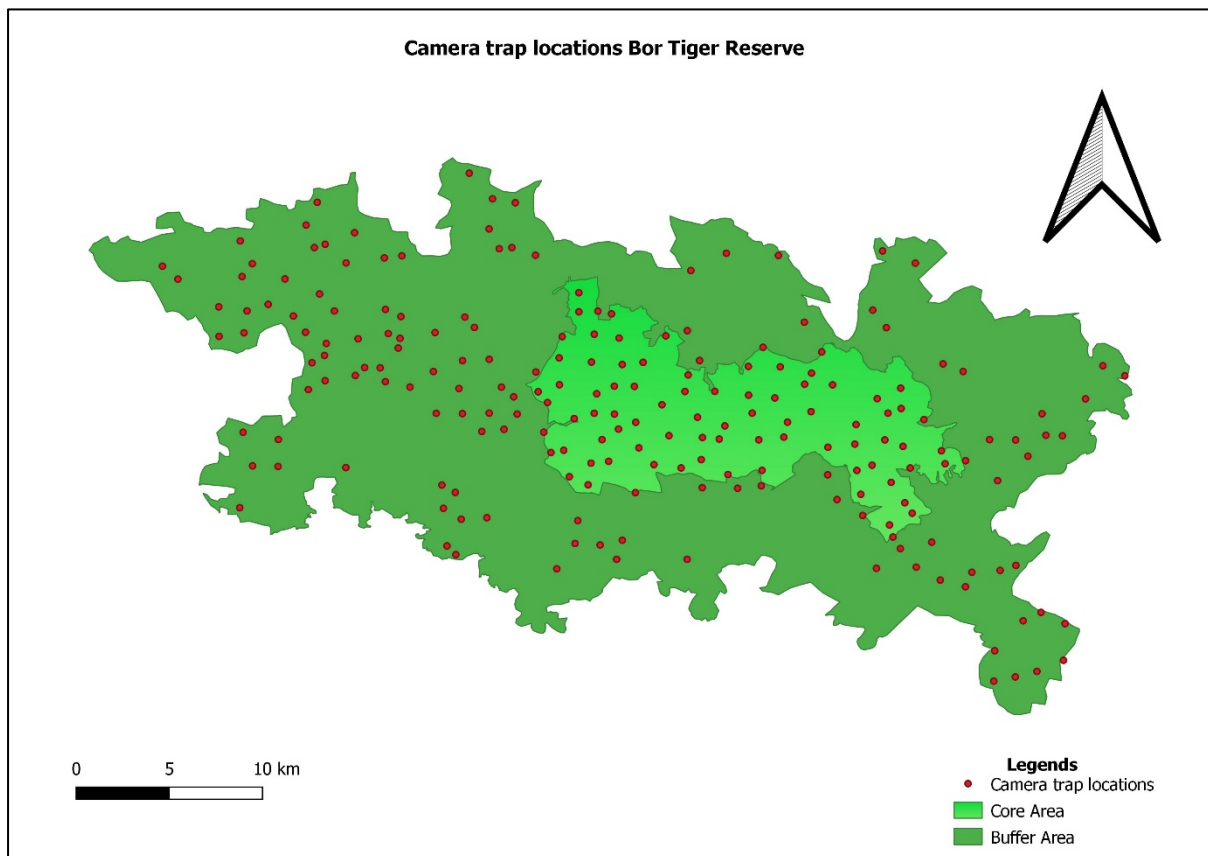 Camera trap locations Bor Tiger Reserve
0 5 10 km
Legends
Camera trap locations
Core Area
Buffer Area